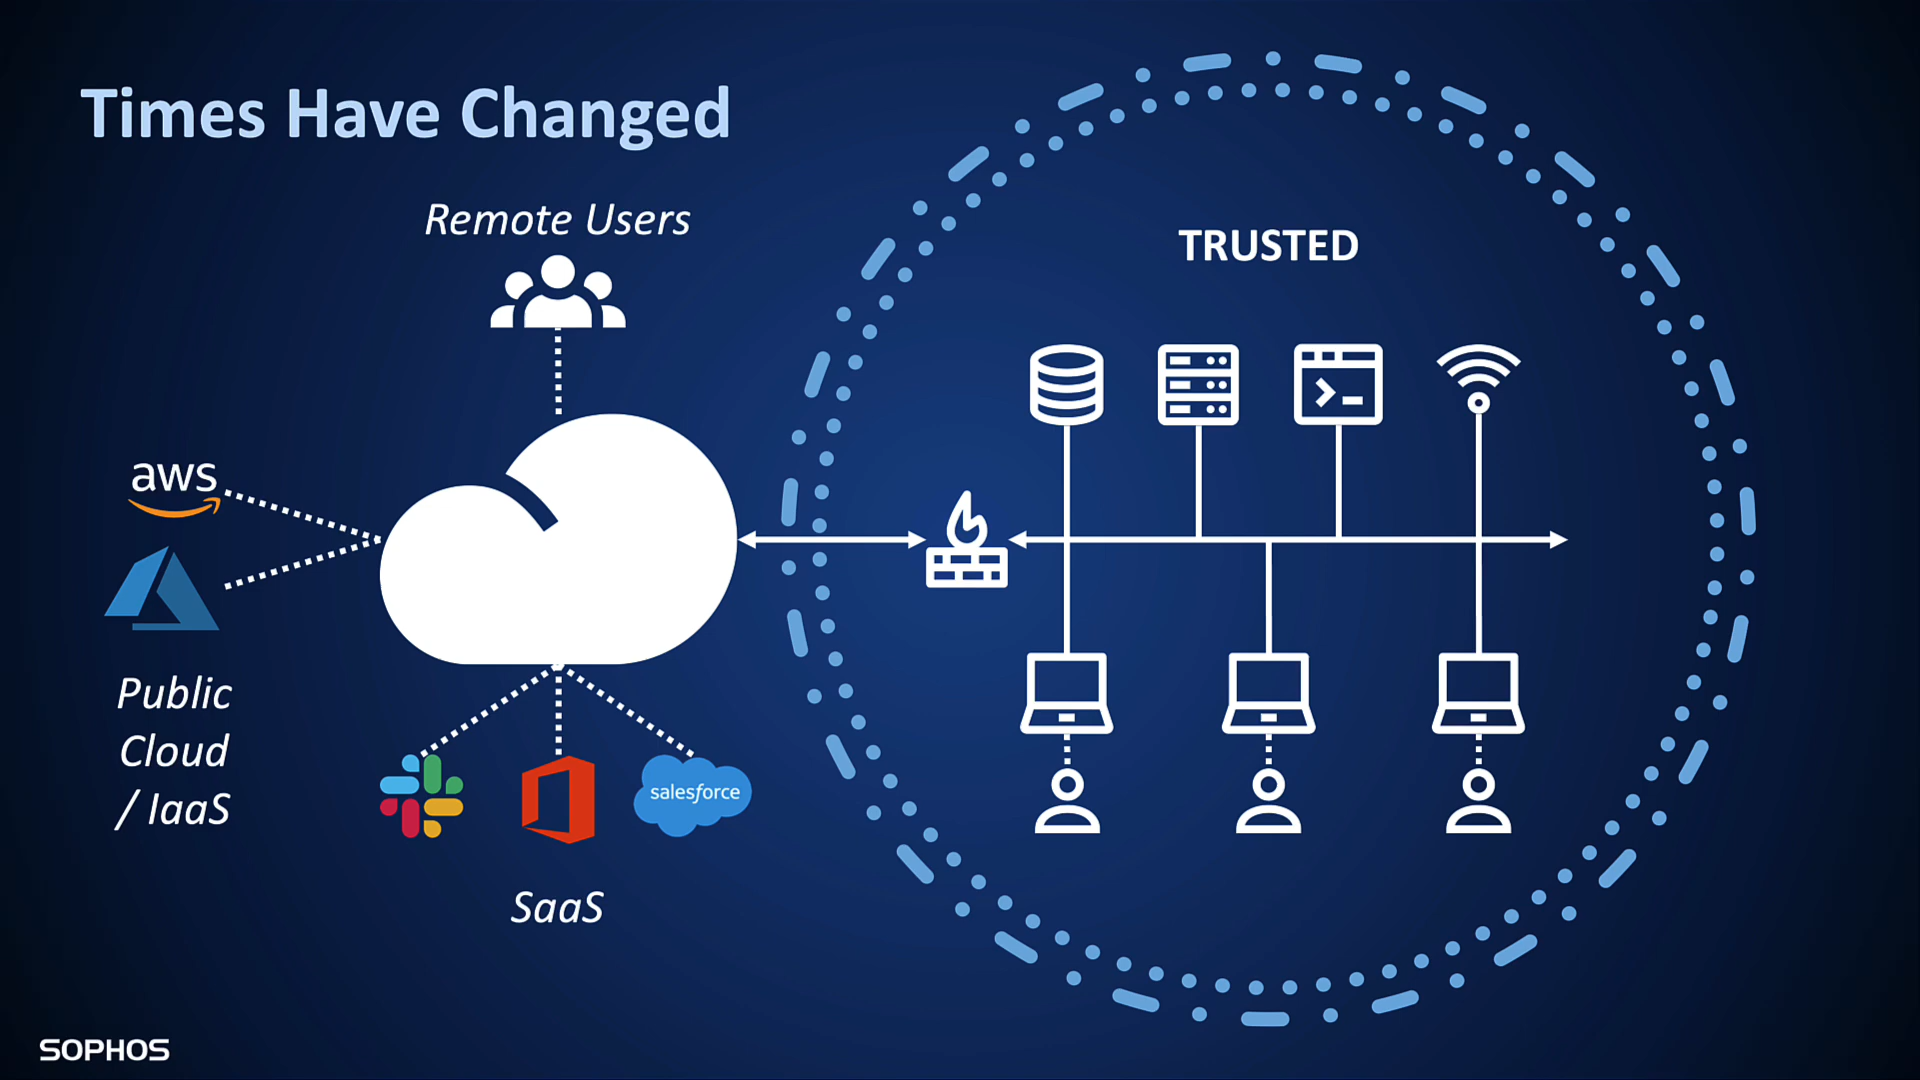 Times Have Changed
Remote Users
TRUSTED
aws
Public
Cloud
/ IaaS
salesforce
SaaS
SOPHOS